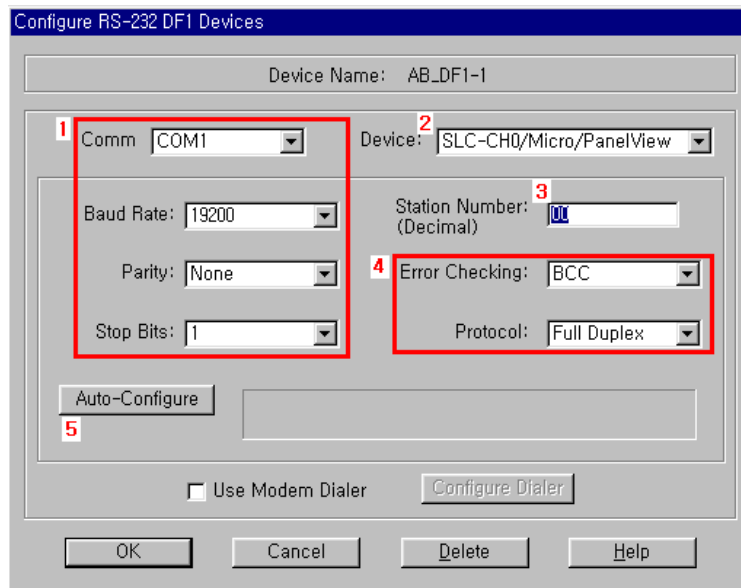 Configure RS-232 DF1 Devices
Device Name: AB_DF1-1
1
Comm COM1
2
Device: SLC-CH0/Micro/PanelView
Baud Rate: 19200
3
Station Number: 00
(Decimal)
Parity: None
4
Error Checking: BCC
Stop Bits: 1
Protocol: Full Duplex
Auto-Configure
5
Use Modem Dialer
Configure Dialer
OK
Cancel
Delete
Help